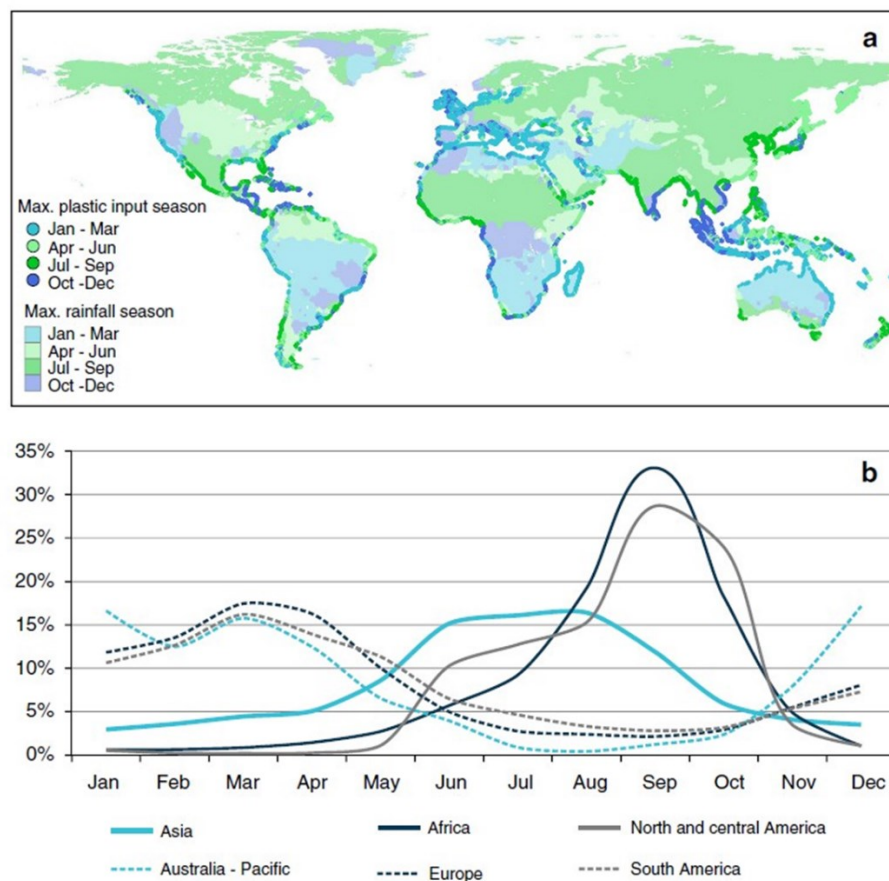 a
Max. plastic input season
Jan - Mar
Apr - Jun
Jul - Sep
Oct -Dec
Max. rainfall season
Jan - Mar
Apr - Jun
Jul - Sep
Oct -Dec
b
35%
30%
25%
20%
15%
10%
5%
0%
Jan Feb Mar Apr May Jun Jul Aug Sep Oct Nov Dec
Asia Africa North and central America
Australia - Pacific Europe South America